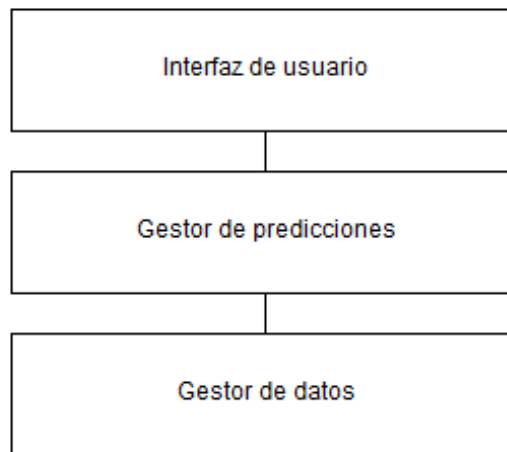 Interfaz de usuario
Gestor de predicciones
Gestor de datos